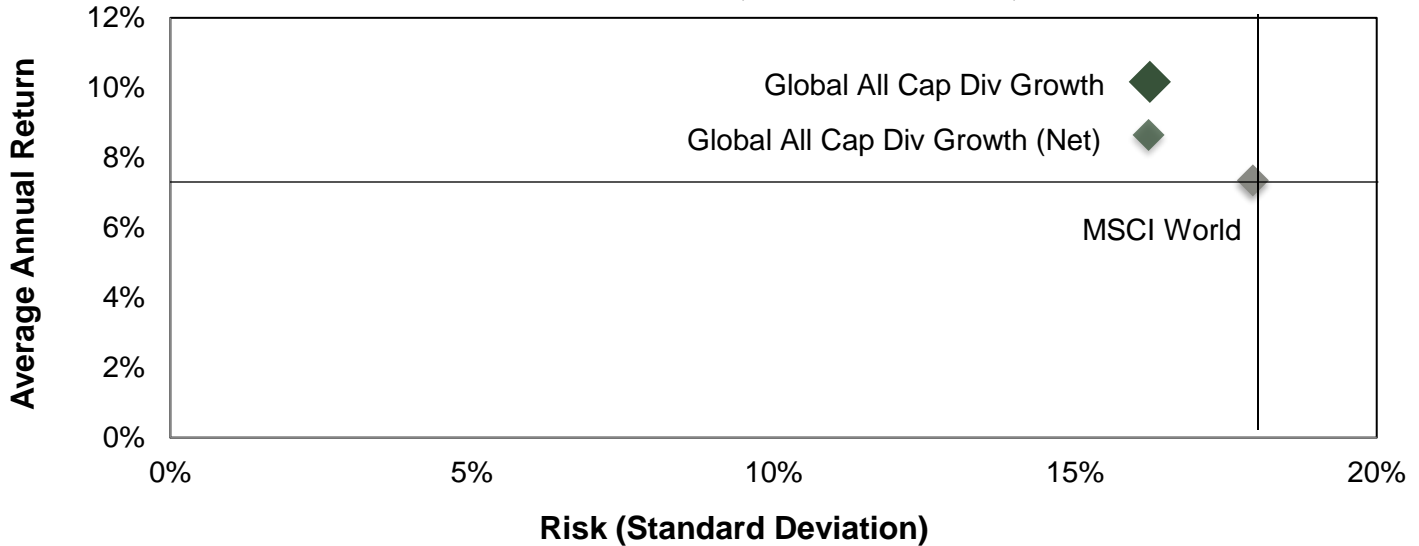 12%
10%
8%
6%
4%
2%
0%
Average Annual Return
Global All Cap Div Growth
Global All Cap Div Growth (Net)
MSCI World
0%
5%
10%
15%
20%
Risk (Standard Deviation)